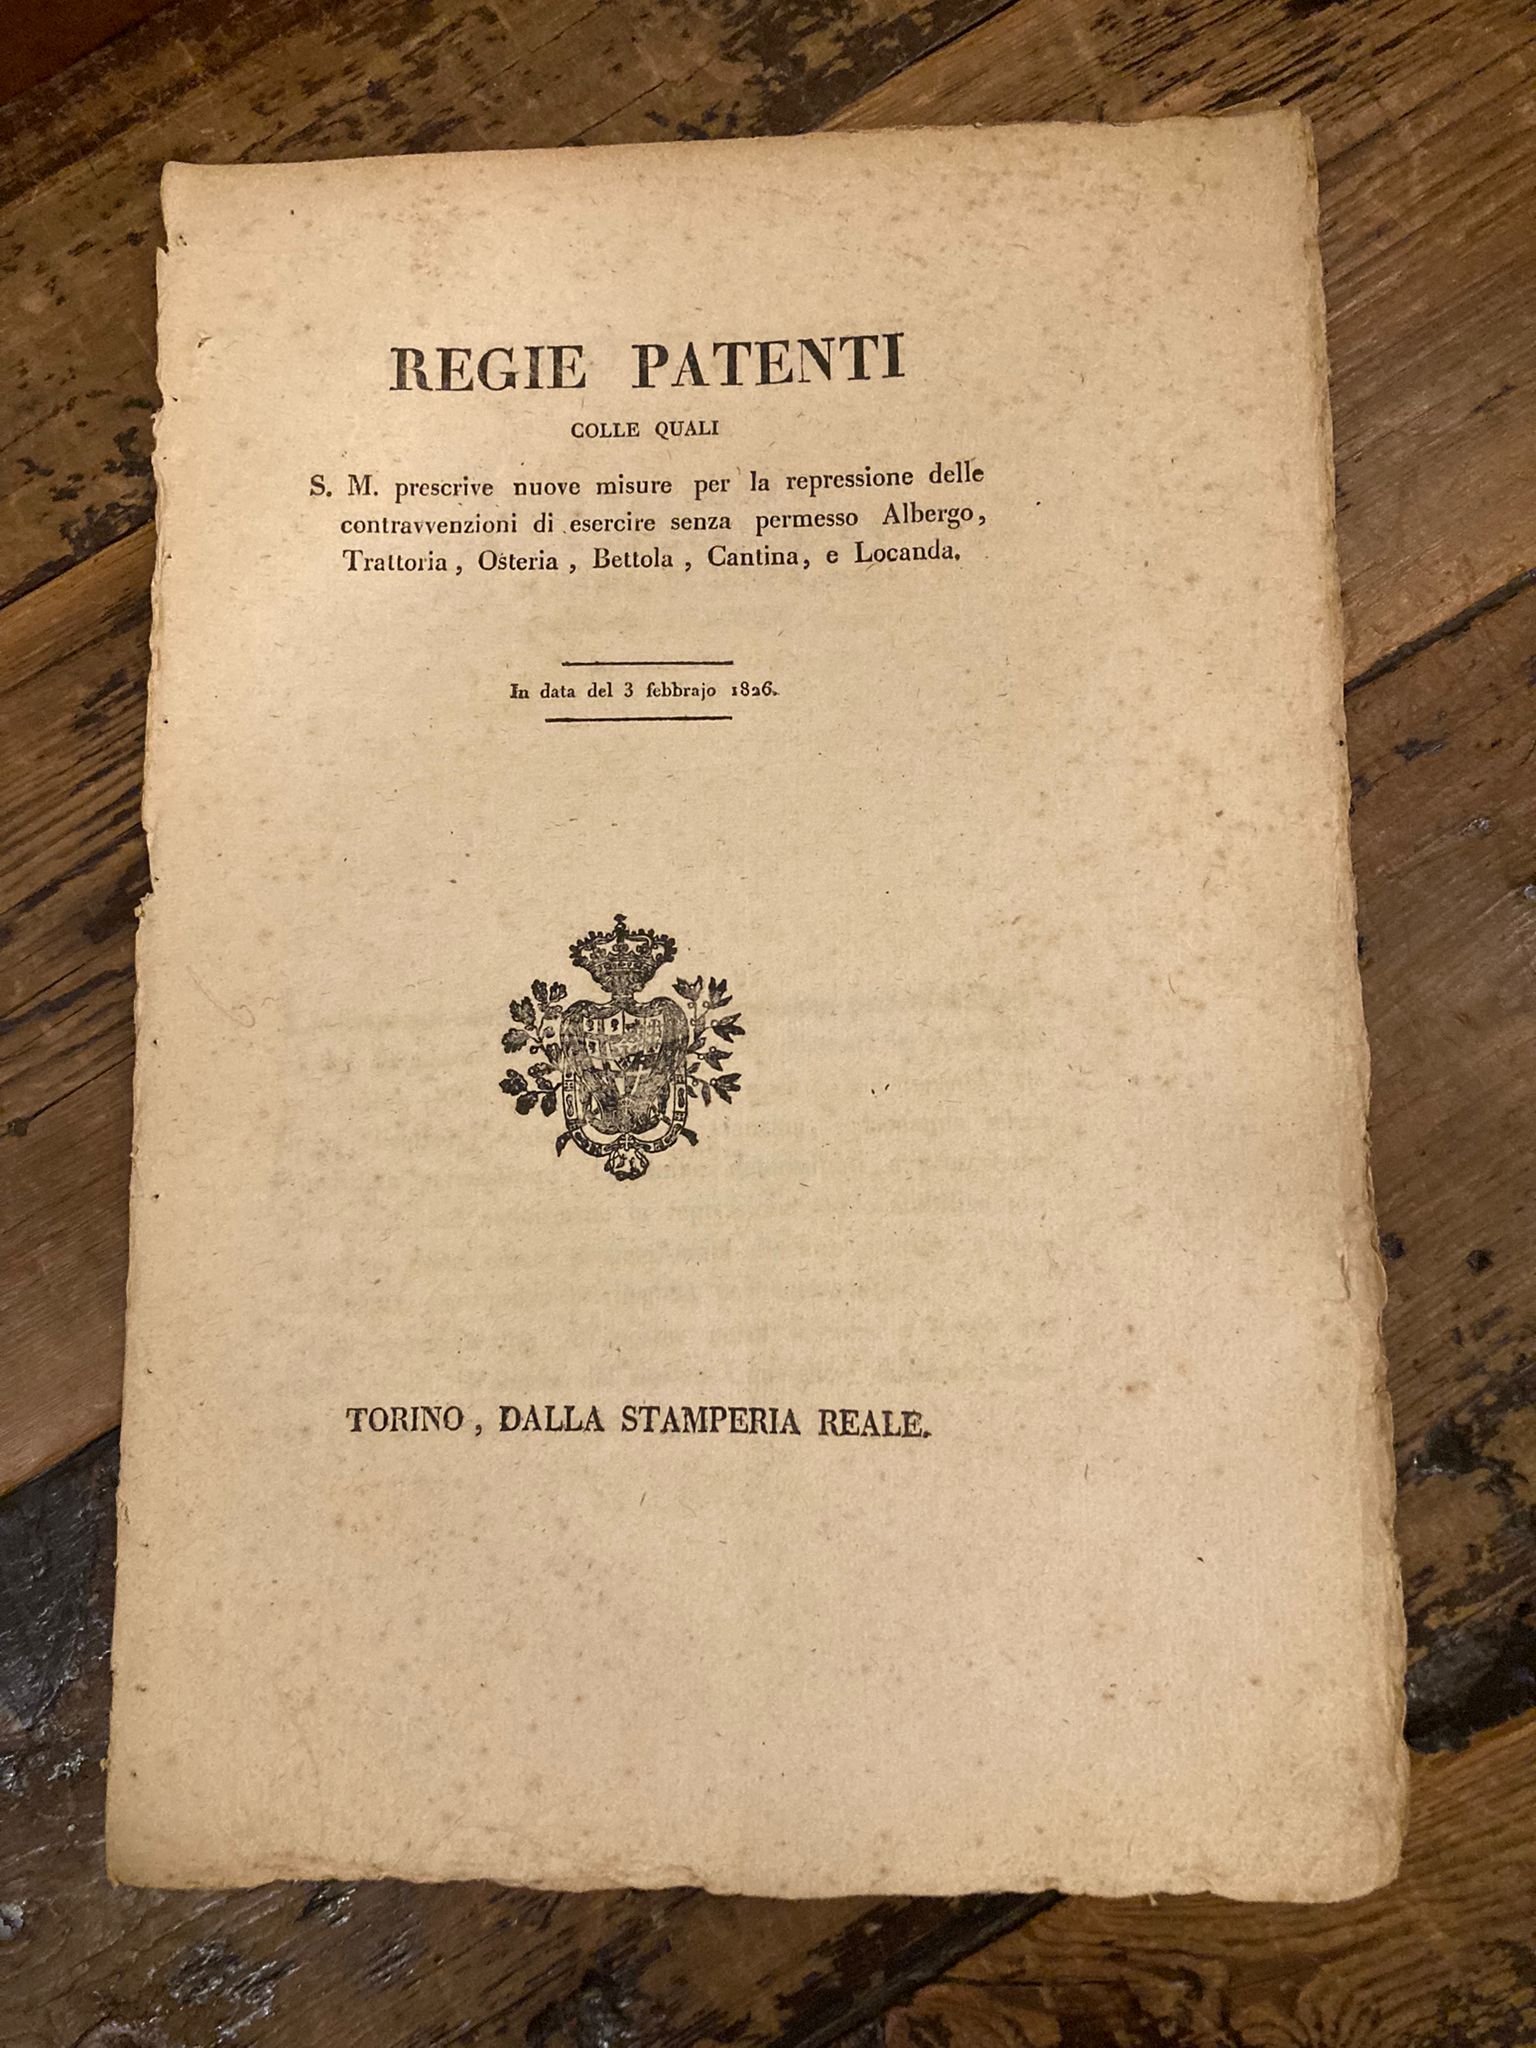 REGIE PATENTI
COLLE QUALI
S. M. prescrive nuove misure per la repressione delle
contravvenzioni di esercire senza permesso Albergo,
Trattoria, Osteria, Bettola, Cantina, e Locanda.
In data del 3 febbrajo 1826.
TORINO, DALLA STAMPERIA REALE.